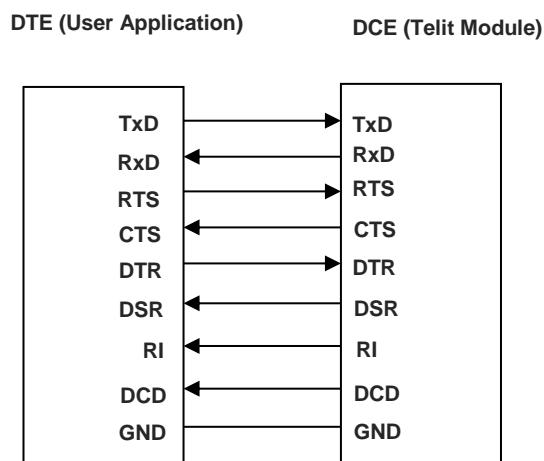 DTE (User Application) DCE (Telit Module)
TxD TxD
RxD RxD
RTS RTS
CTS CTS
DTR DTR
DSR DSR
RI RI
DCD DCD
GND GND